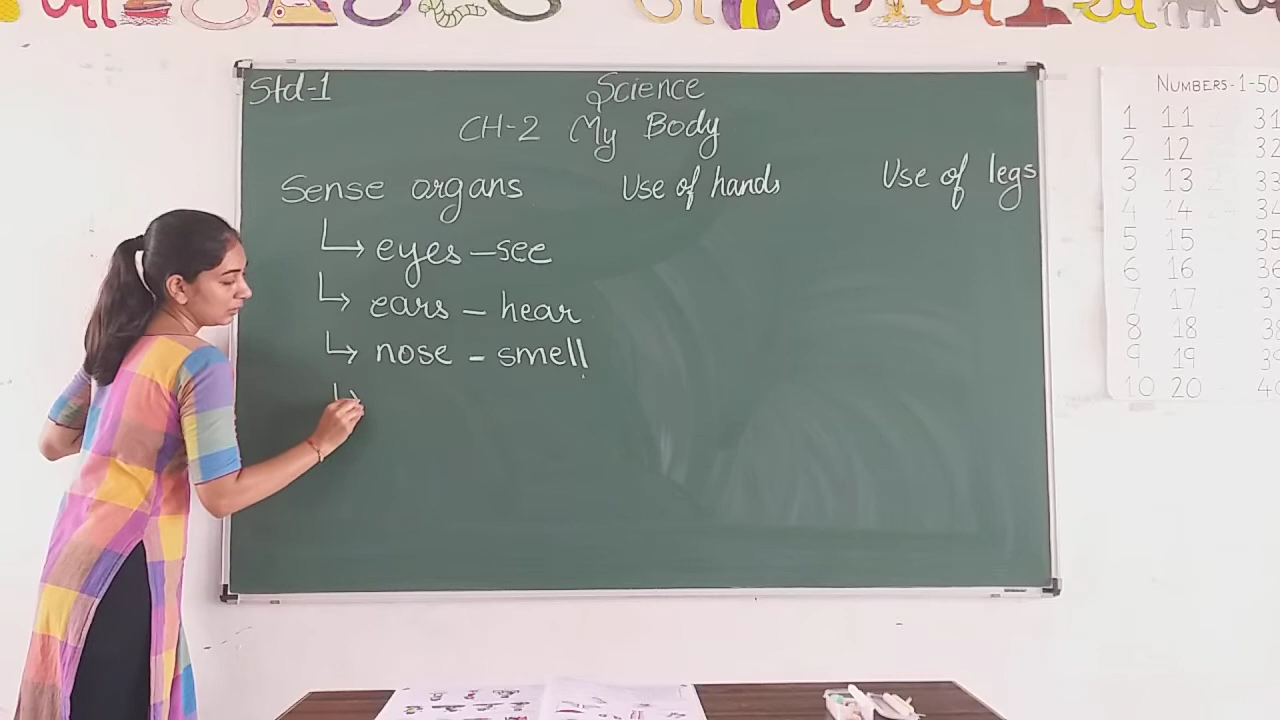 Std-1
Science
CH-2 My Body
Sense organs
eyes – see
ears – hear
nose – smell
Use of hands
Use of legs
NUMBERS-1-50
1 11 31
2 12 32
3 13 33
4 14 34
5 15 35
6 16 36
7 17 3
8 18 38
9 19 39
10 20 40